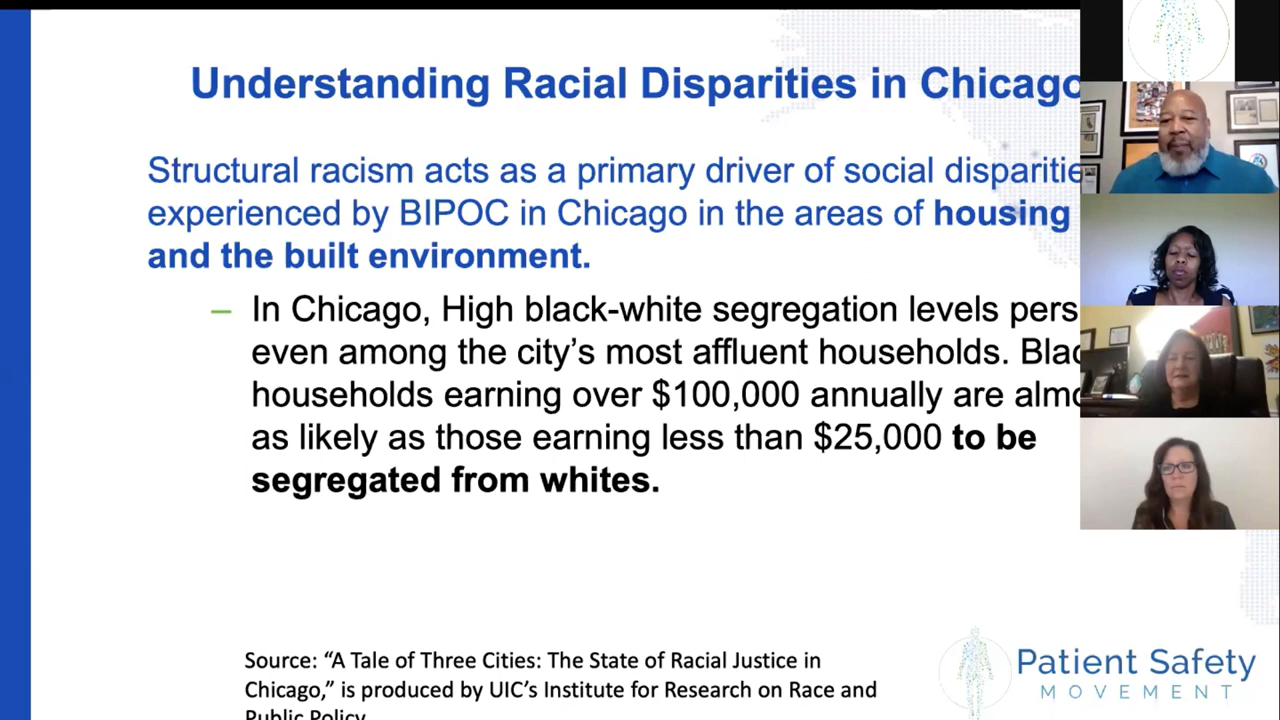 Understanding Racial Disparities in Chicago
Structural racism acts as a primary driver of social disparitie
experienced by BIPOC in Chicago in the areas of housing
and the built environment.
– In Chicago, High black-white segregation levels pers
even among the city's most affluent households. Blac
households earning over $100,000 annually are almo
as likely as those earning less than $25,000 to be
segregated from whites.
Source: “A Tale of Three Cities: The State of Racial Justice in
Chicago,” is produced by UIC’s Institute for Research on Race and
Public Policy
Patient Safety
MOVEMENT